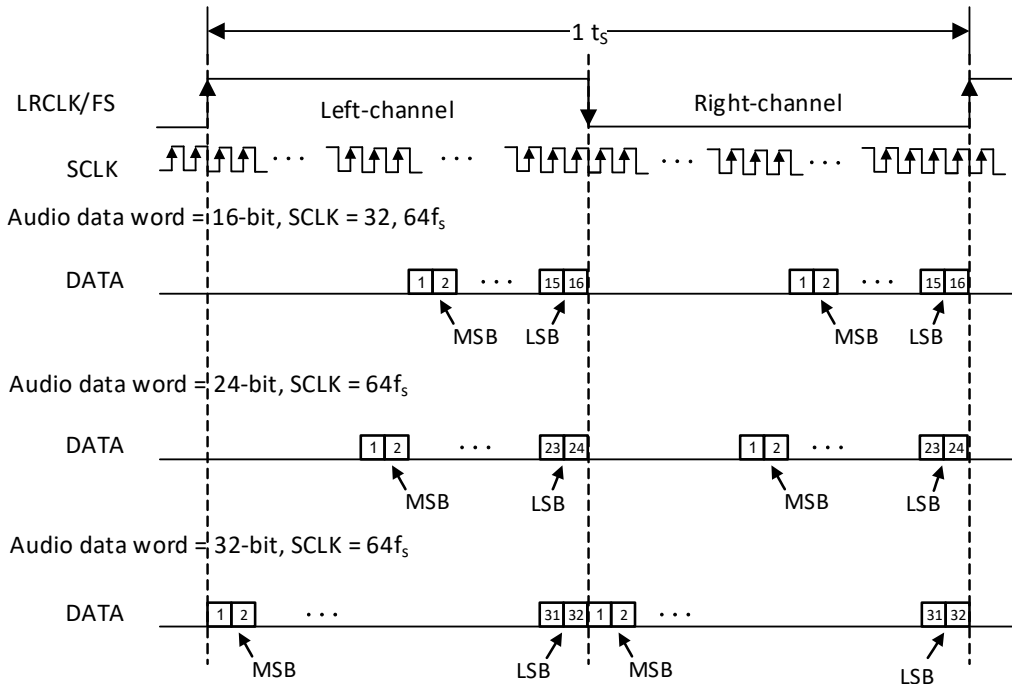 1 tS
LRCLK/FS
Left-channel
Right-channel
SCLK
. . .
. . .
. . .
. . .
Audio data word = 16-bit, SCLK = 32, 64fs
DATA
1 2 . . . 15 16 1 2 . . . 15 16
MSB LSB MSB LSB
Audio data word = 24-bit, SCLK = 64fs
DATA
1 2 . . . 23 24 1 2 . . . 23 24
MSB LSB MSB LSB
Audio data word = 32-bit, SCLK = 64fs
DATA
1 2 . . . 31 32 1 2 . . . 31 32
MSB LSB MSB LSB